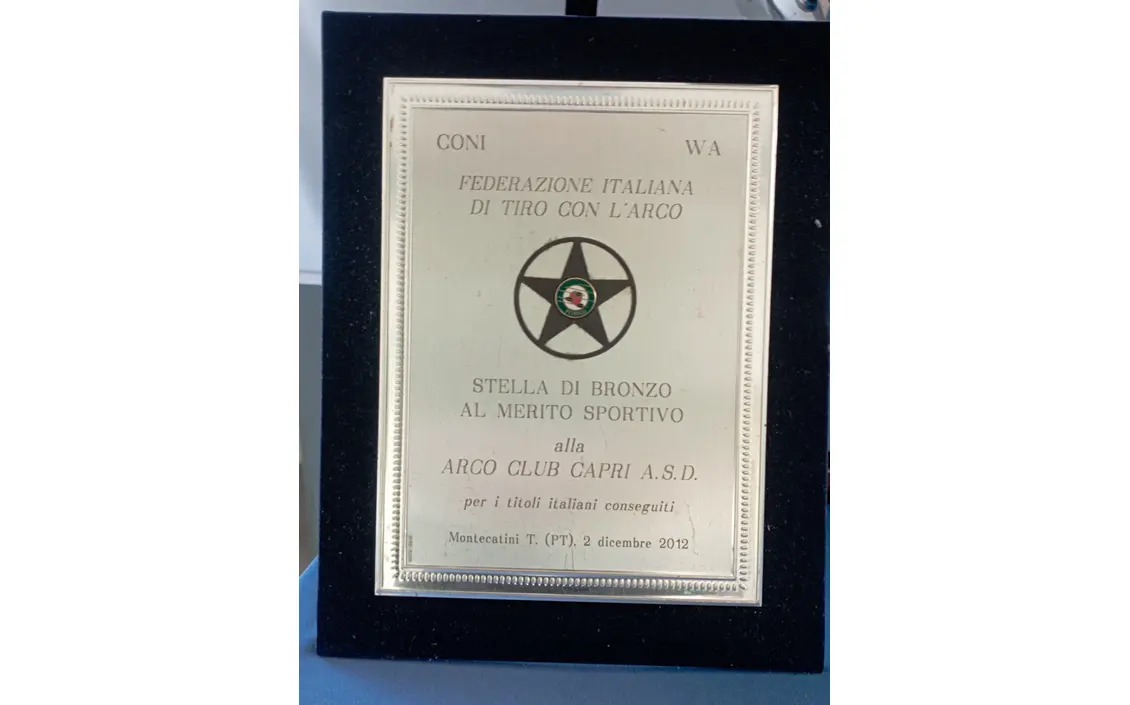 CONI WA
FEDERAZIONE ITALIANA
DI TIRO CON L'ARCO
STELLA DI BRONZO
AL MERITO SPORTIVO
alla
ARCO CLUB CAPRI A.S.D.
per i titoli italiani conseguiti
Montecatini T. (PT), 2 dicembre 2012